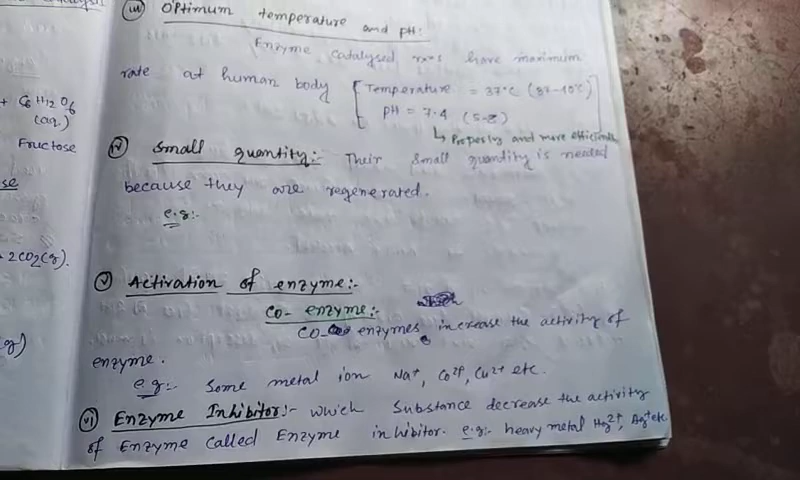 + C6H12O6
(aq.)
Fructose
+ 2CO2(g).
g)
(iii) Optimum temperature and pH:
Enzyme catalysed rxns have maximum
rate at human body [Temperature = 37°C (37-40°C)
pH = 7.4 (5-8)
↳ Properly and more
(iv) Small quantity:- Their small quantity is needed
because they are regenerated.
e.g:-
(v) Activation of enzyme:-
CO- enzyme:-
CO- enzymes increase the activity of
enzyme.
e.g:- Some metal ion Na⁺, Co²⁺, Cu²⁺ etc.
(vi) Enzyme Inhibitor:- which Substance decrease the activity
of Enzyme called Enzyme inhibitor. e.g:- heavy metal Hg²⁺, Ag⁺ etc